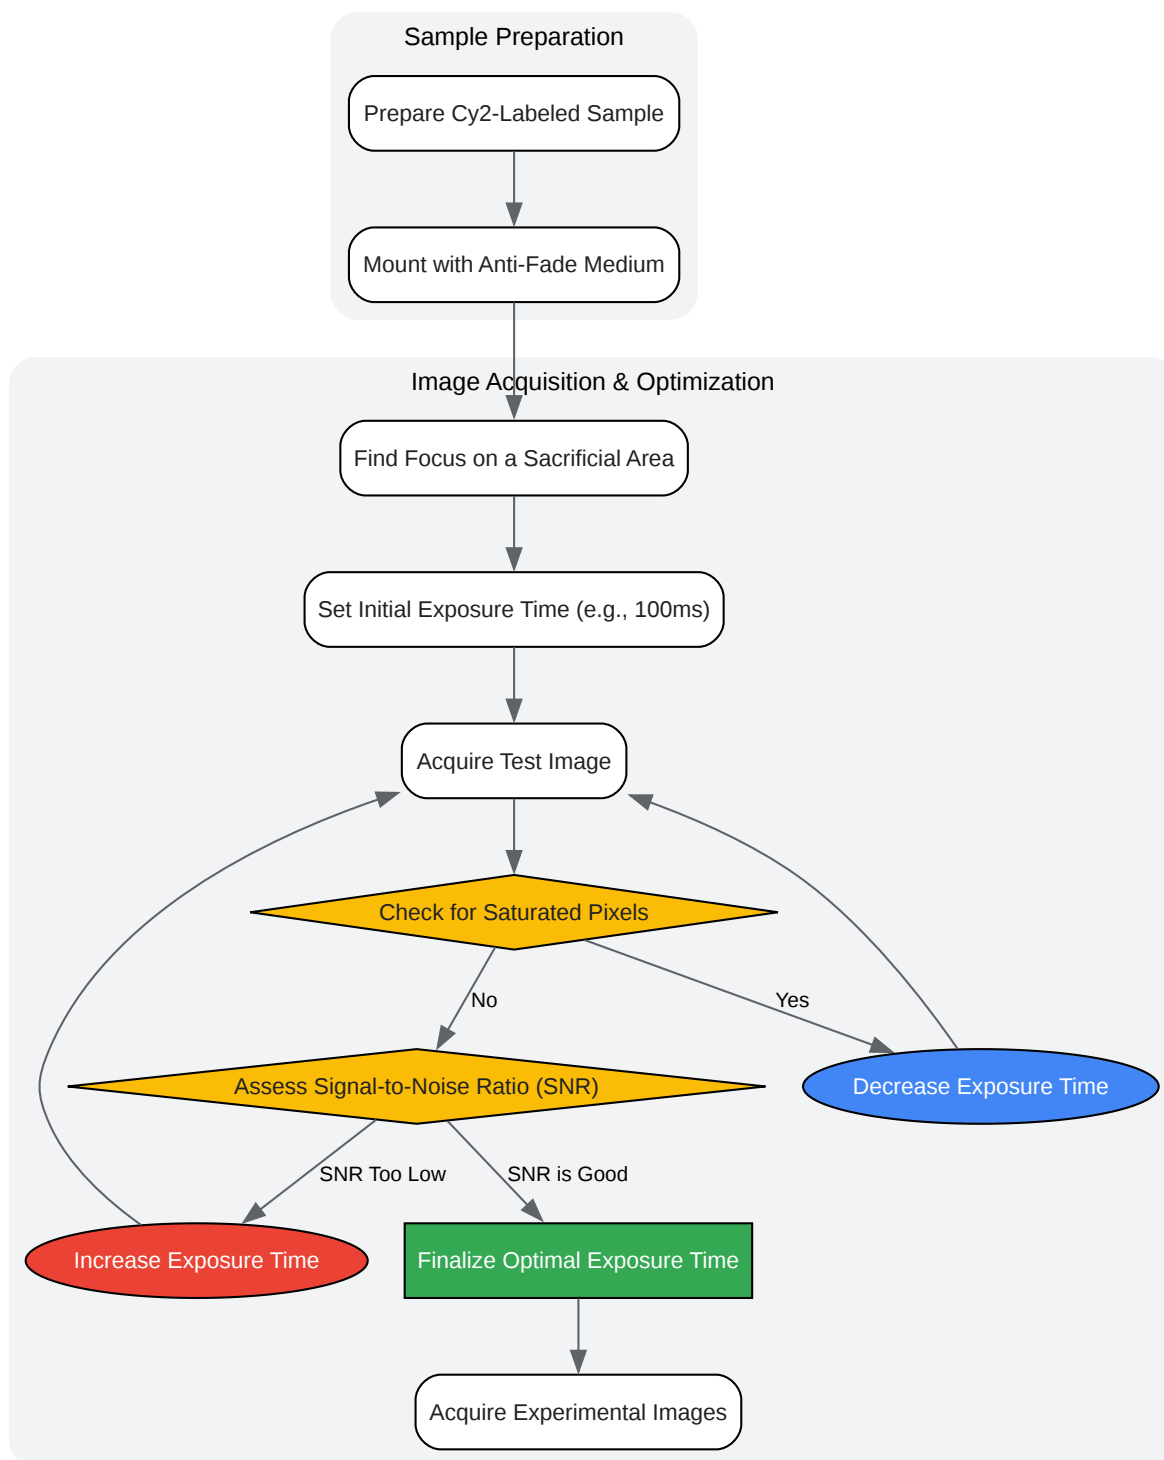 Sample Preparation
Prepare Cy2-Labeled Sample
Mount with Anti-Fade Medium
Image Acquisition & Optimization
Find Focus on a Sacrificial Area
Set Initial Exposure Time (e.g., 100ms)
Acquire Test Image
Check for Saturated Pixels
No
Yes
Assess Signal-to-Noise Ratio (SNR)
Decrease Exposure Time
SNR Too Low
SNR is Good
Increase Exposure Time
Finalize Optimal Exposure Time
Acquire Experimental Images